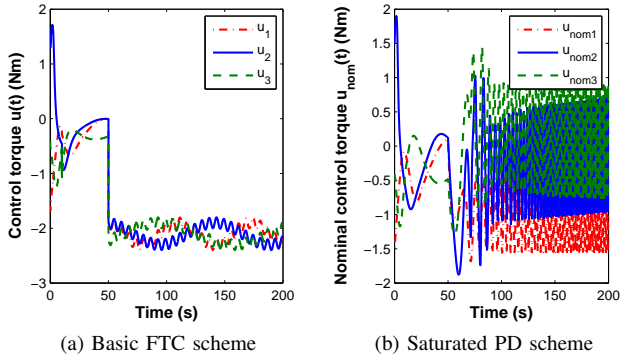 Control torque u(t) (Nm)
2
1
0
−1
−2
−3
0
50
100
150
200
Time (s)
u1
u2
u3
(a) Basic FTC scheme
Nominal control torque unom(t) (Nm)
2
1.5
1
0.5
0
−0.5
−1
−1.5
−2
0
50
100
150
200
Time (s)
unom1
unom2
unom3
(b) Saturated PD scheme